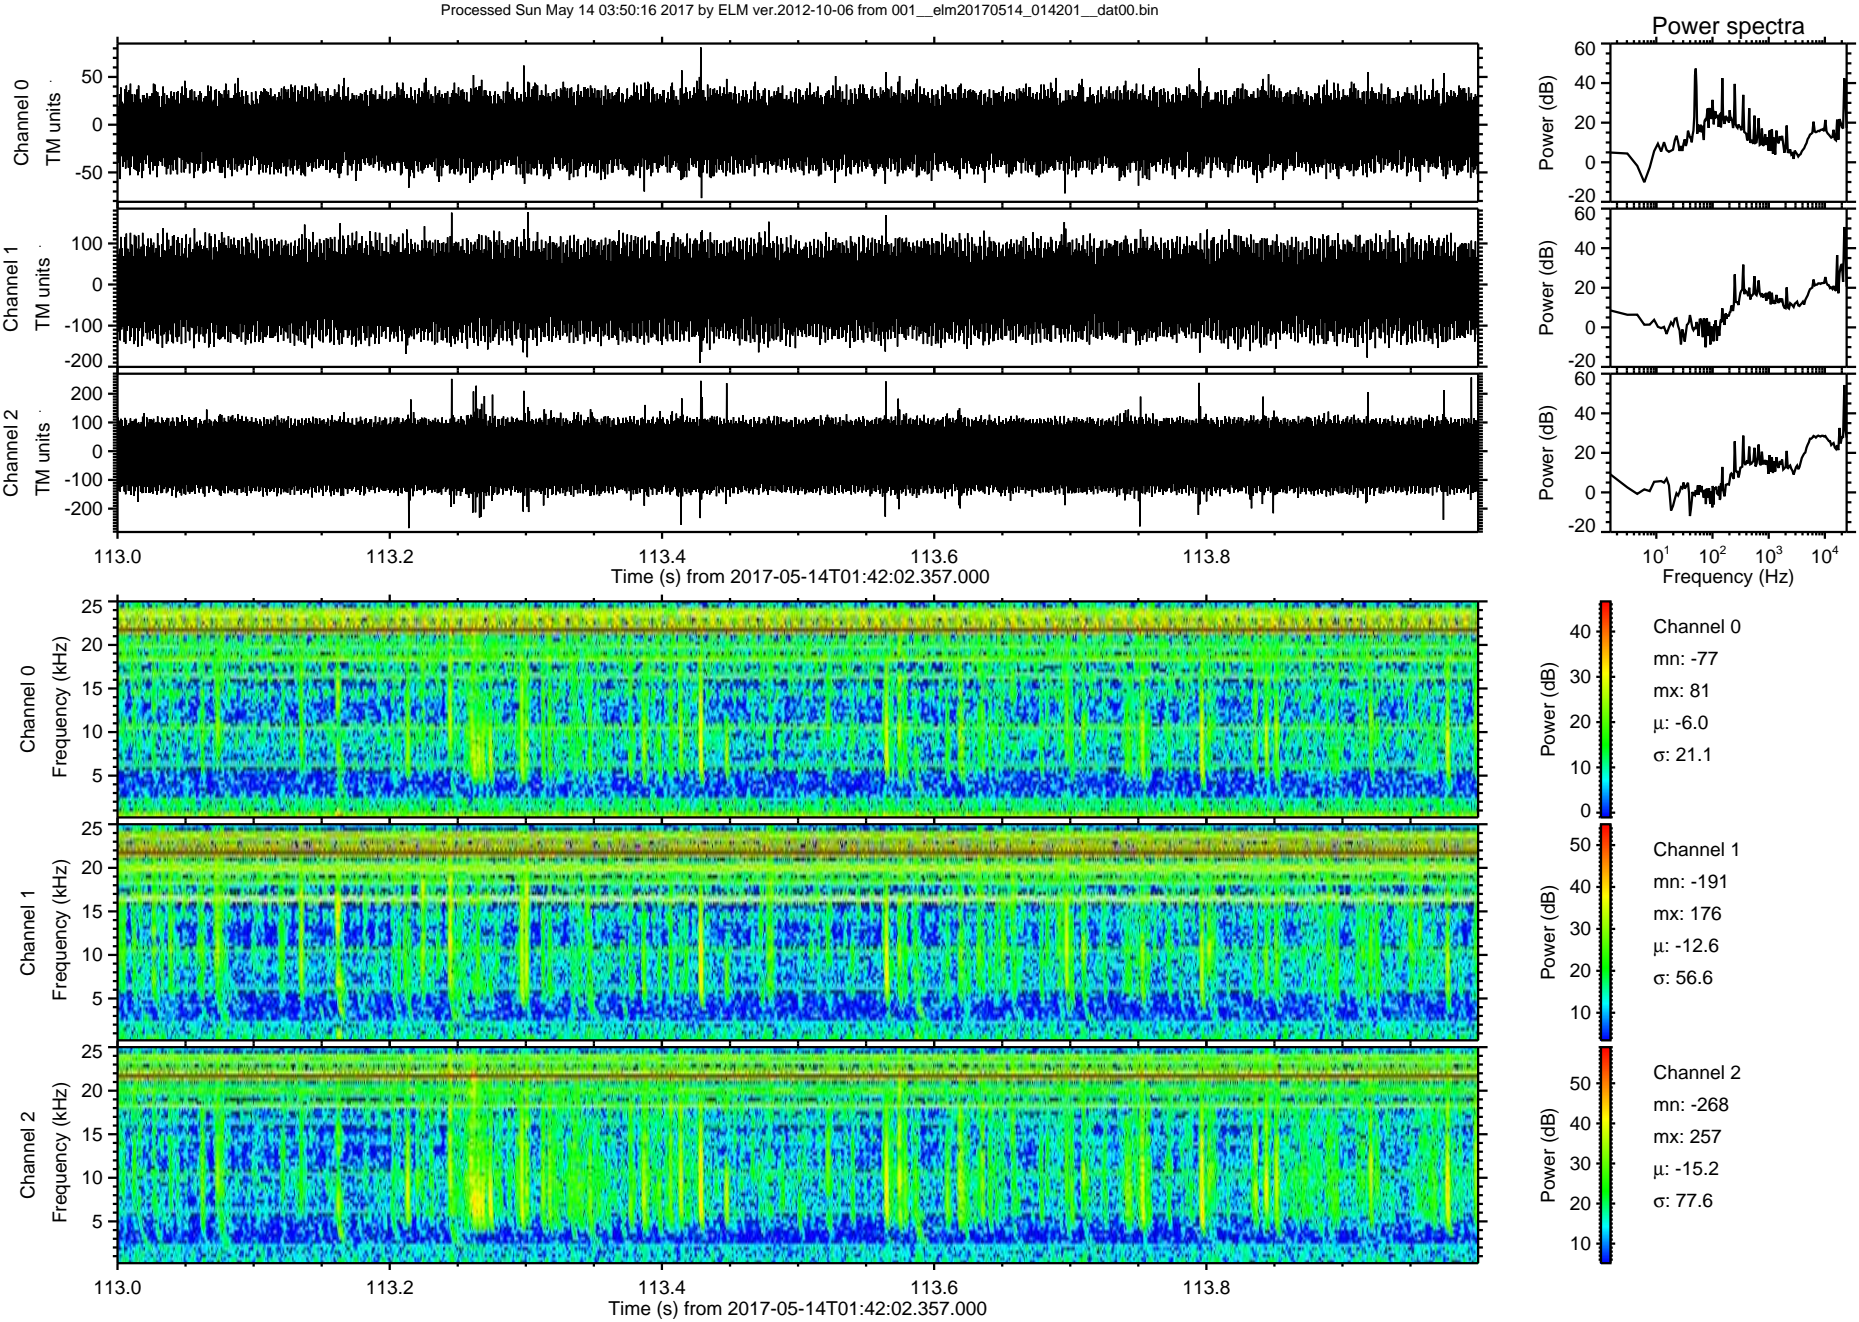 Processed Sun May 14 03:50:16 2017 by ELM ver.2012-10-06 from 001__elm20170514_014201__dat00.bin
Power spectra
Channel 0
TM units
50
0
-50
Power (dB)
60
40
20
0
-20
Channel 1
TM units
100
0
-100
-200
Power (dB)
60
40
20
0
-20
Channel 2
TM units
200
100
0
-100
-200
Power (dB)
60
40
20
0
-20
113.0 113.2 113.4 113.6 113.8
Time (s) from 2017-05-14T01:42:02.357.000
10¹ 10² 10³ 10⁴
Frequency (Hz)
Channel 0
Frequency (kHz)
25
20
15
10
5
Power (dB)
40
30
20
10
0
Channel 0
mn: -77
mx: 81
μ: -6.0
σ: 21.1
Channel 1
Frequency (kHz)
25
20
15
10
5
Power (dB)
50
40
30
20
10
Channel 1
mn: -191
mx: 176
μ: -12.6
σ: 56.6
Channel 2
Frequency (kHz)
25
20
15
10
5
Power (dB)
50
40
30
20
10
Channel 2
mn: -268
mx: 257
μ: -15.2
σ: 77.6
113.0 113.2 113.4 113.6 113.8
Time (s) from 2017-05-14T01:42:02.357.000